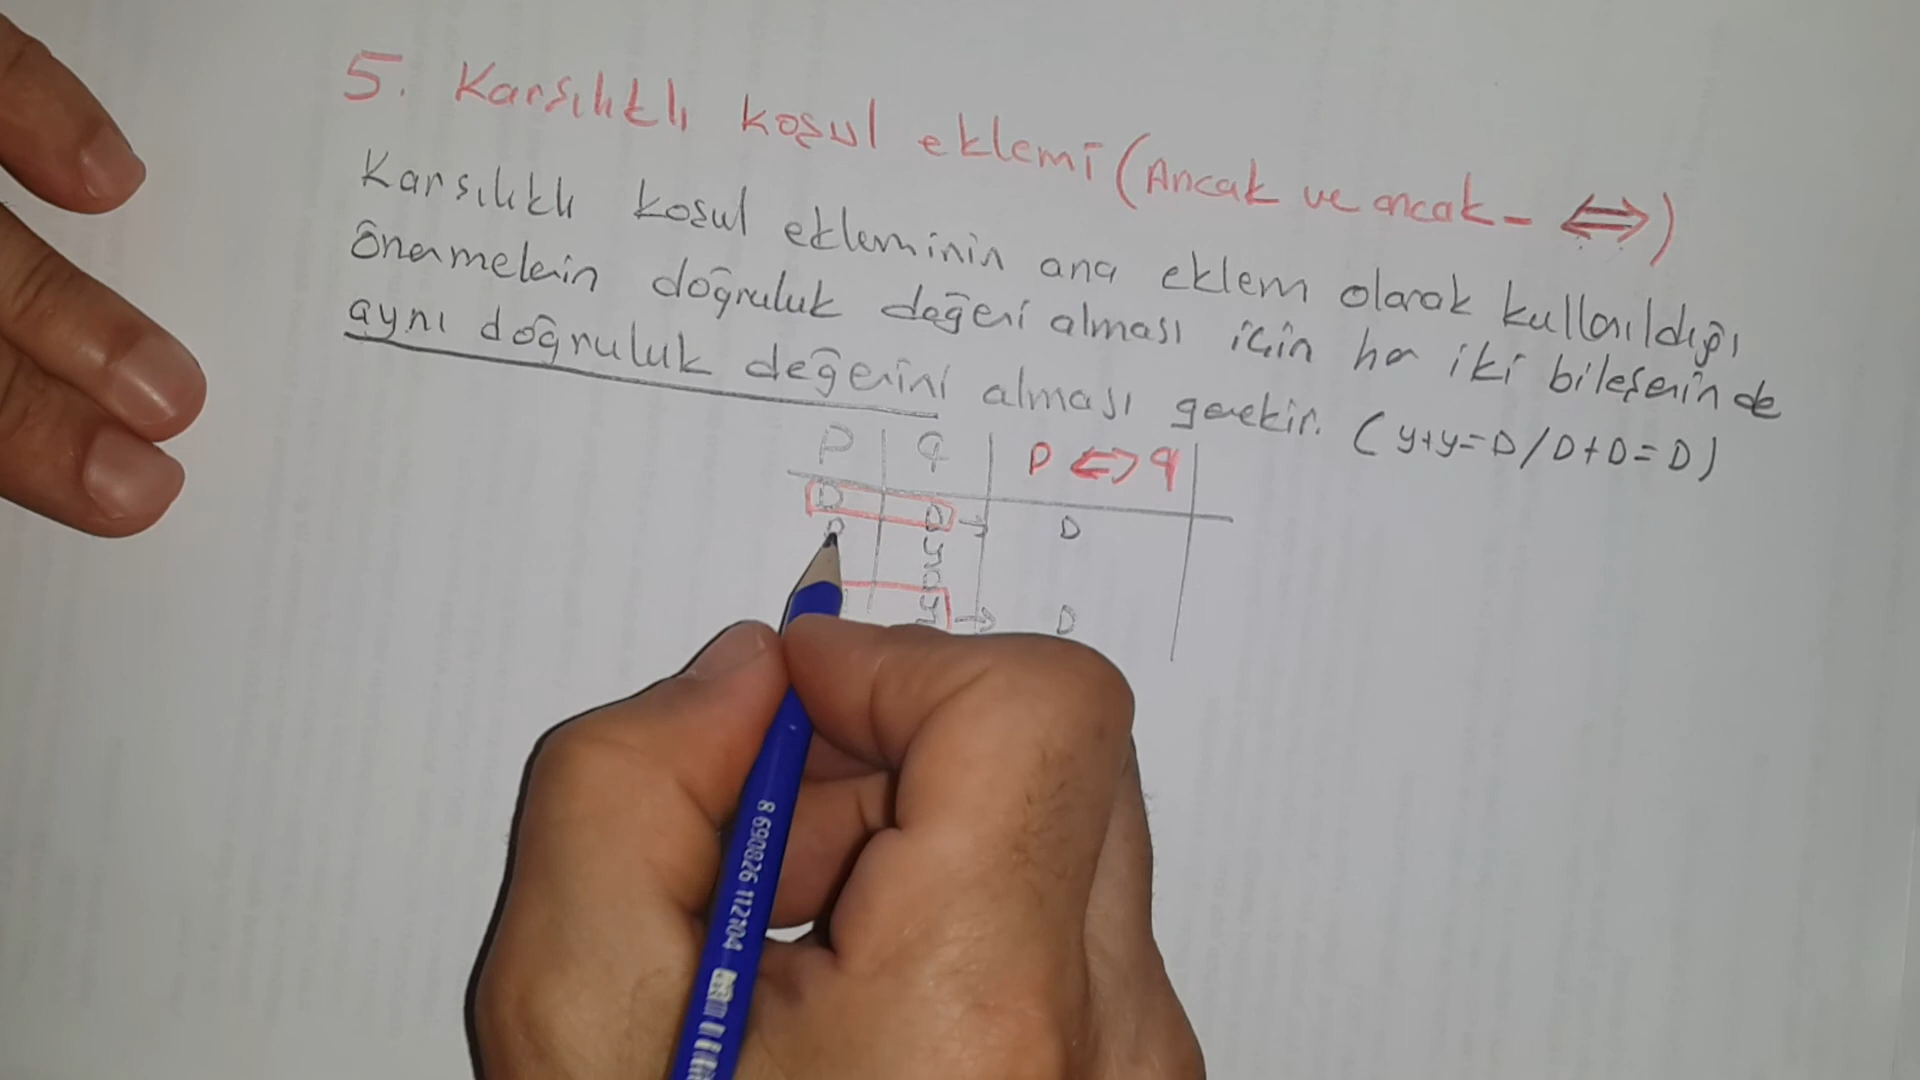 5. Karşılıklı koşul eklemi (Ancak ve ancak - ⇔)
Karşılıklı koşul ekleminin ana eklem olarak kullanıldığı
önermelerin doğruluk değeri alması için her iki bileşenin de
aynı doğruluk değerini alması gerekir. (y+y=D/D+D=D)
P q P ⇔ q
D D → D
D y
D
y → D
8 690826 112104